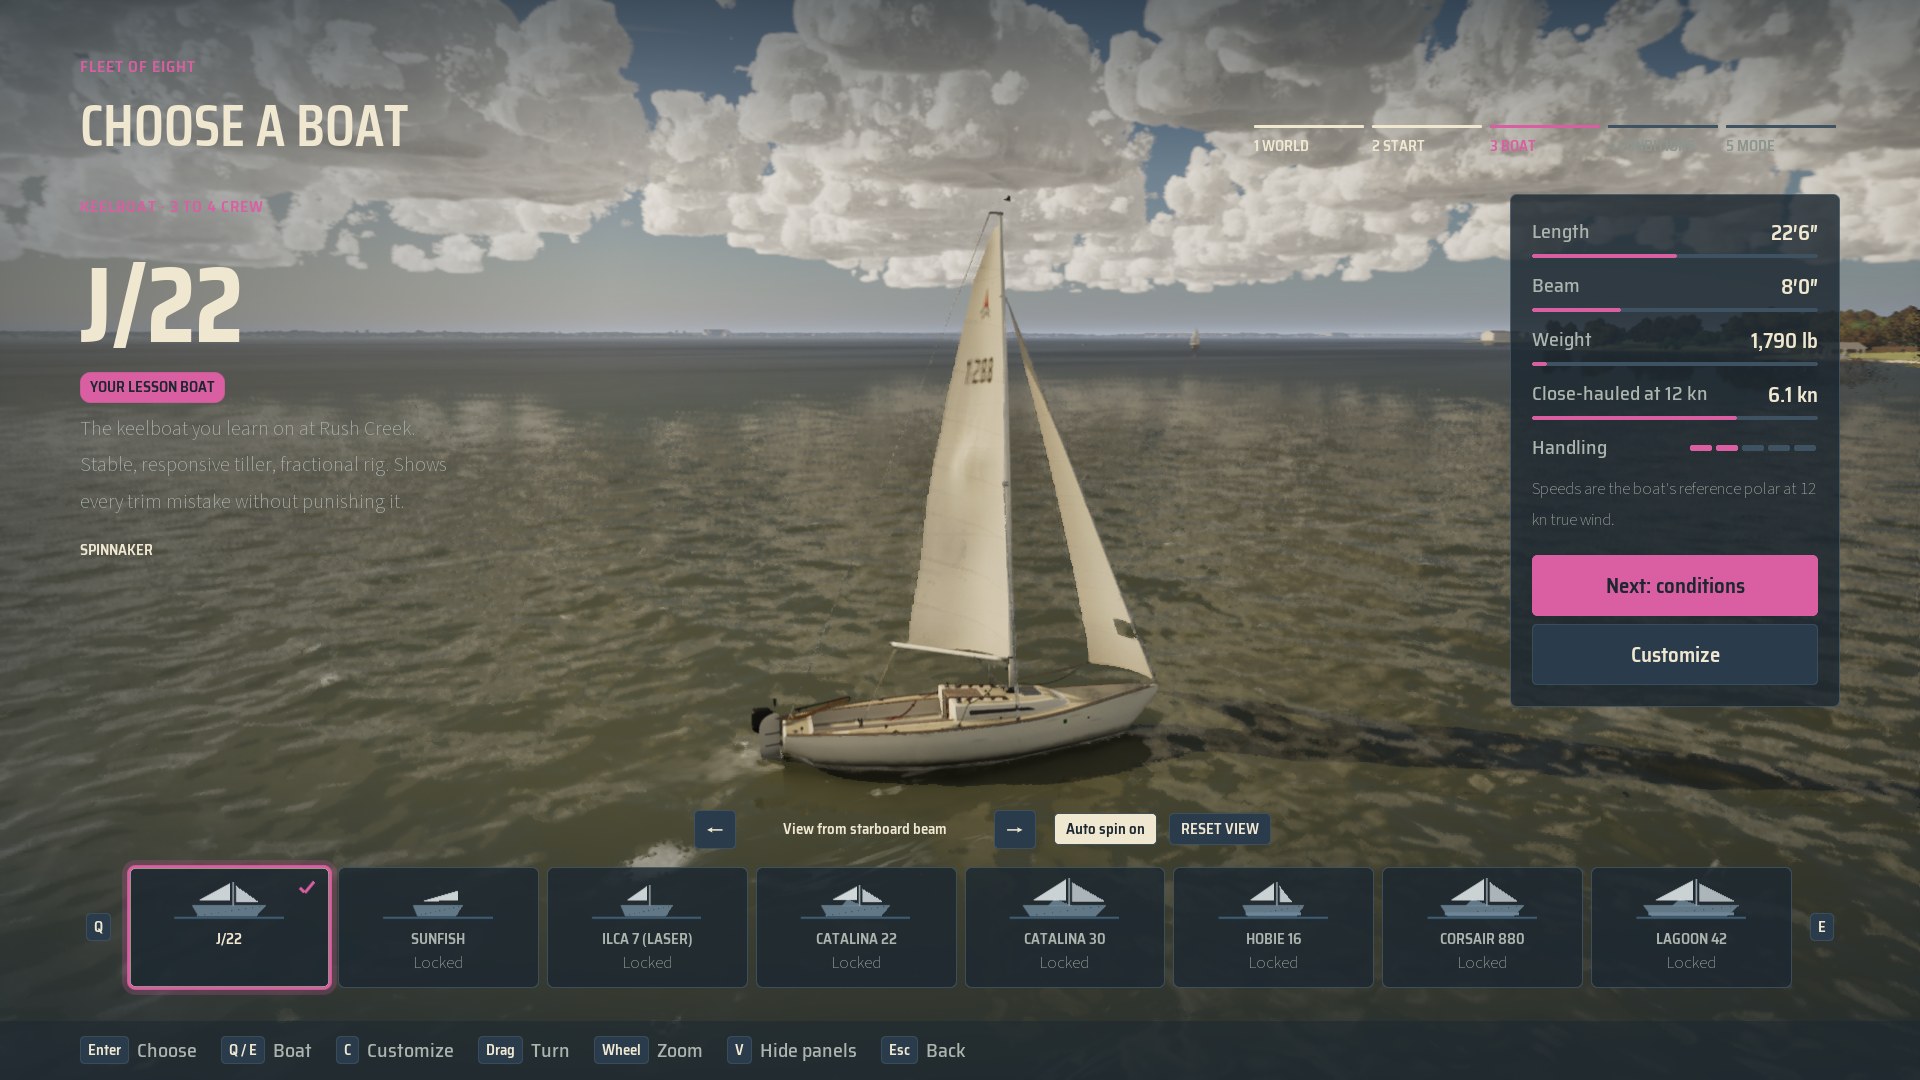 FLEET OF EIGHT
CHOOSE A BOAT
1 WORLD
2 START
3 BOAT
5 MODE
KEELBOAT · 3 TO 4 CREW
J/22
YOUR LESSON BOAT
The keelboat you learn on at Rush Creek.
Stable, responsive tiller, fractional rig. Shows
every trim mistake without punishing it.
SPINNAKER
Length 22'6"
Beam 8'0"
Weight 1,790 lb
Close-hauled at 12 kn 6.1 kn
Handling
Speeds are the boat's reference polar at 12
kn true wind.
Next: conditions
Customize
← View from starboard beam → Auto spin on RESET VIEW
Q
J/22
SUNFISH
Locked
ILCA 7 (LASER)
Locked
CATALINA 22
Locked
CATALINA 30
Locked
HOBIE 16
Locked
CORSAIR 880
Locked
LAGOON 42
Locked
E
Enter Choose Q / E Boat C Customize Drag Turn Wheel Zoom V Hide panels Esc Back